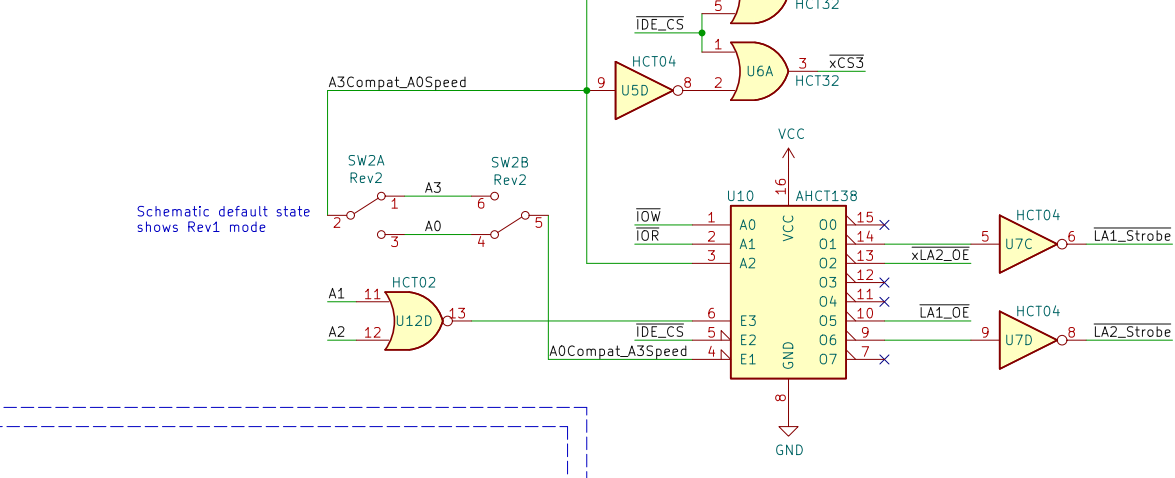 5
HCT32
IDE_CS
1
HCT04
U6A
3
xCS3
A3Compat_A0Speed
9
U5D
8
2
HCT32
VCC
SW2A
Rev2
SW2B
Rev2
16
U10
AHCT138
A3
2
1
6
Schematic default state
shows Rev1 mode
5
A0
3
4
IOW
1
A0
VCC
O0
15
IOR
2
A1
O1
14
3
A2
O2
13
xLA2_OE
HCT04
5
U7C
6
LA1_Strobe
O3
12
HCT02
A1
11
U12D
13
A2
12
O4
11
6
E3
O5
10
LA1_OE
HCT04
IDE_CS
5
E2
O6
9
9
U7D
8
LA2_Strobe
A0Compat_A3Speed
4
E1
GND
O7
7
8
GND